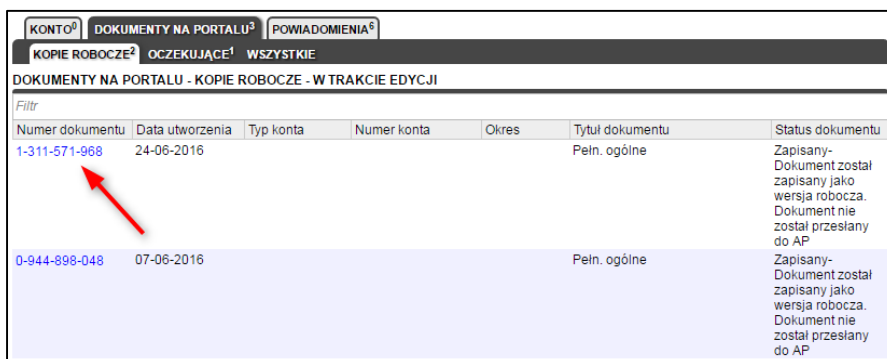 KONTO⁰ DOKUMENTY NA PORTALU³ POWIADOMIENIA⁶
KOPIE ROBOCZE² OCZEKUJĄCE¹ WSZYSTKIE
DOKUMENTY NA PORTALU - KOPIE ROBOCZE - W TRAKCIE EDYCJI
Filtr
Numer dokumentu Data utworzenia Typ konta Numer konta Okres Tytuł dokumentu Status dokumentu
1-311-571-968 24-06-2016 Pełn. ogólne Zapisany-
Dokument został
zapisany jako
wersja robocza.
Dokument nie
został przesłany
do AP
0-944-898-048 07-06-2016 Pełn. ogólne Zapisany-
Dokument został
zapisany jako
wersja robocza.
Dokument nie
został przesłany
do AP